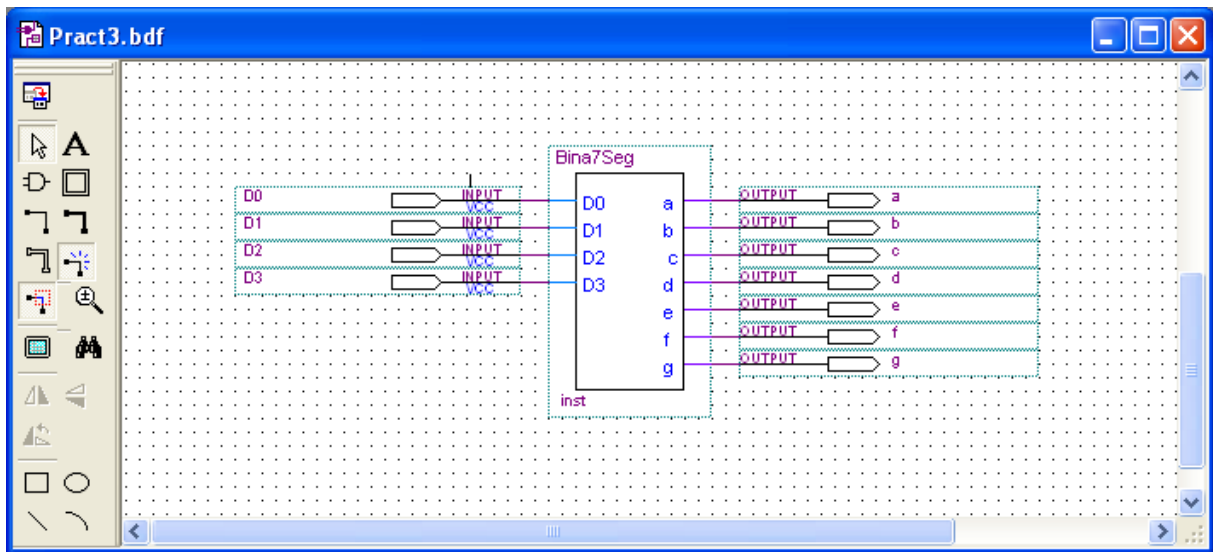 Pract3.bdf
A
Bina7Seg
D0 INPUT VCC D0 a OUTPUT a
D1 INPUT VCC D1 b OUTPUT b
D2 INPUT VCC D2 c OUTPUT c
D3 INPUT VCC D3 d OUTPUT d
e OUTPUT e
f OUTPUT f
g OUTPUT g
inst